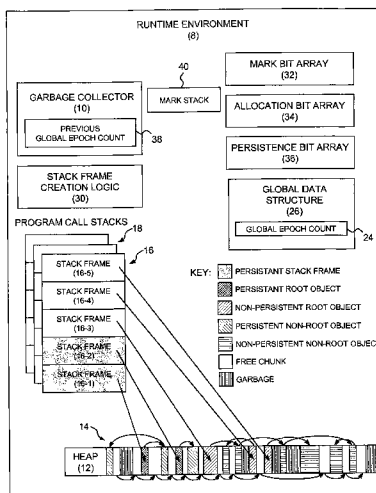 RUNTIME ENVIRONMENT
(8)
40
MARK STACK
GARBAGE COLLECTOR
(10)
PREVIOUS
GLOBAL EPOCH COUNT
38
MARK BIT ARRAY
(32)
ALLOCATION BIT ARRAY
(34)
PERSISTENCE BIT ARRAY
(36)
STACK FRAME
CREATION LOGIC
(30)
GLOBAL DATA
STRUCTURE
(26)
GLOBAL EPOCH COUNT
24
PROGRAM CALL STACKS
18
16
STACK FRAME
(16-5)
STACK FRAME
(16-4)
STACK FRAME
(16-3)
STACK FRAME
(16-2)
STACK FRAME
(16-1)
KEY:
PERSISTANT STACK FRAME
PERSISTANT ROOT OBJECT
NON-PERSISTENT ROOT OBJECT
PERSISTENT NON-ROOT OBJECT
NON-PERSISTENT NON-ROOT OBJEC
FREE CHUNK
GARBAGE
14
HEAP
(12)